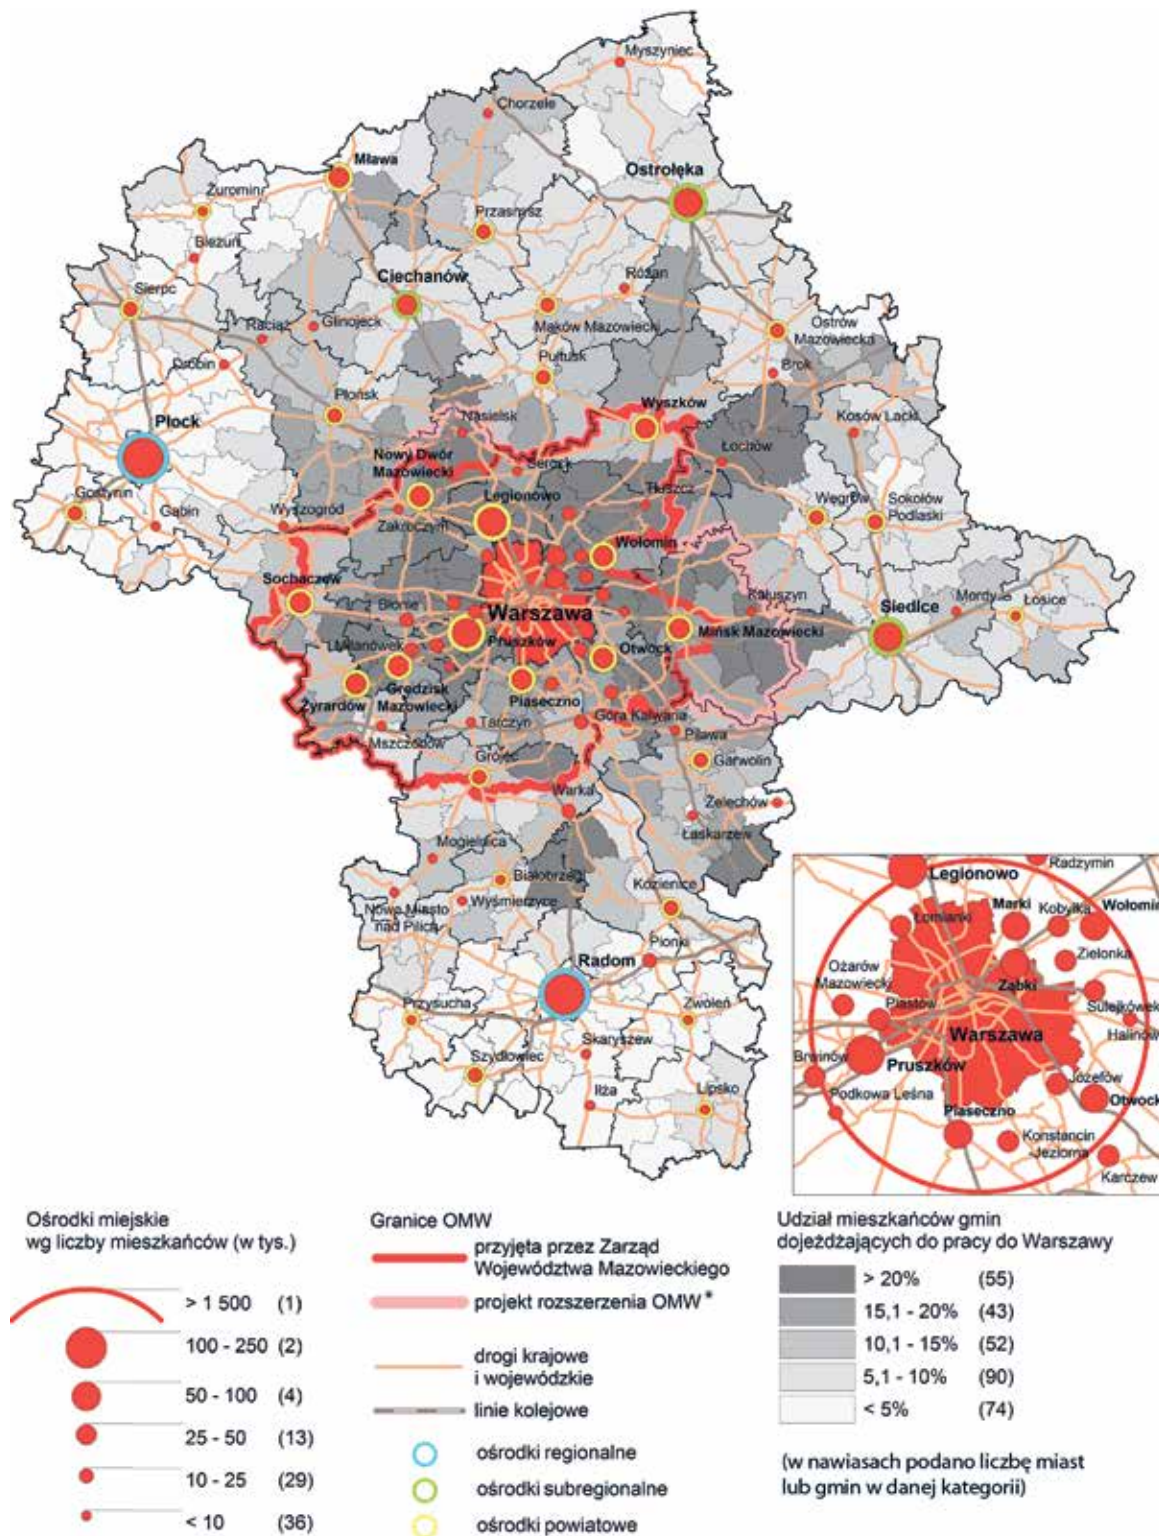 Myszyniec
Chorzele
Mława
Ostrołęka
Żuromin
Przasnysz
Bieżuń
Ciechanów
Różan
Sierpc
Raciąż
Glinojeck
Maków Mazowiecki
Ostrów
Mazowiecka
Drobin
Pułtusk
Brok
Płońsk
Wyszków
Kosów Lacki
Płock
Nasielsk
Łochów
Nowy Dwór
Mazowiecki
Serock
Legionowo
Tłuszcz
Węgrów
Sokołów
Podlaski
Gostynin
Gąbin
Wyszogród
Zakroczym
Wołomin
Sochaczew
Błonie
Warszawa
Kałuszyn
Siedlce
Mordy
Łosice
Pruszków
Mińsk Mazowiecki
Milanówek
Otwock
Żyrardów
Grodzisk
Mazowiecki
Piaseczno
Góra Kalwaria
Mszczonów
Tarczyn
Pilawa
Grójec
Garwolin
Warka
Żelechów
Łaskarzew
Mogielnica
Białobrzegi
Kozienice
Nowe Miasto
nad Pilicą
Wyśmierzyce
Pionki
Radom
Przysucha
Zwoleń
Skaryszew
Szydłowiec
Iłża
Lipsko
Radzymin
Legionowo
Marki
Kobyłka
Wołomin
Łomianki
Zielonka
Ożarów
Mazowiecki
Ząbki
Piastów
Sulejówek
Warszawa
Halinów
Brwinów
Pruszków
Józefów
Podkowa Leśna
Otwock
Piaseczno
Konstancin
-Jeziorna
Karczew
Ośrodki miejskie
wg liczby mieszkańców (w tys.)
> 1 500 (1)
100 - 250 (2)
50 - 100 (4)
25 - 50 (13)
10 - 25 (29)
< 10 (36)
Granice OMW
przyjęta przez Zarząd
Województwa Mazowieckiego
projekt rozszerzenia OMW *
drogi krajowe
i wojewódzkie
linie kolejowe
ośrodki regionalne
ośrodki subregionalne
ośrodki powiatowe
Udział mieszkańców gmin
dojeżdżających do pracy do Warszawy
> 20% (55)
15,1 - 20% (43)
10,1 - 15% (52)
5,1 - 10% (90)
< 5% (74)
(w nawiasach podano liczbę miast
lub gmin w danej kategorii)